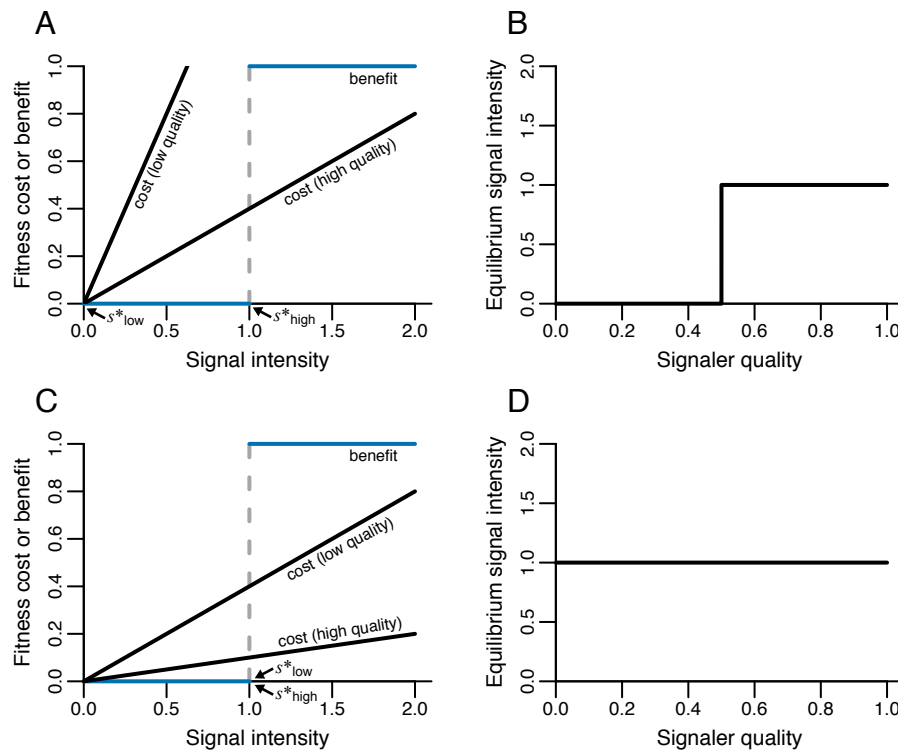 A
Fitness cost or benefit
0.0 0.2 0.4 0.6 0.8 1.0
cost (low quality)
benefit
cost (high quality)
s*low
s*high
0.0 0.5 1.0 1.5 2.0
Signal intensity
B
Equilibrium signal intensity
0.0 0.5 1.0 1.5 2.0
0.0 0.2 0.4 0.6 0.8 1.0
Signaler quality
C
Fitness cost or benefit
0.0 0.2 0.4 0.6 0.8 1.0
benefit
cost (low quality)
cost (high quality)
s*low
s*high
0.0 0.5 1.0 1.5 2.0
Signal intensity
D
Equilibrium signal intensity
0.0 0.5 1.0 1.5 2.0
0.0 0.2 0.4 0.6 0.8 1.0
Signaler quality